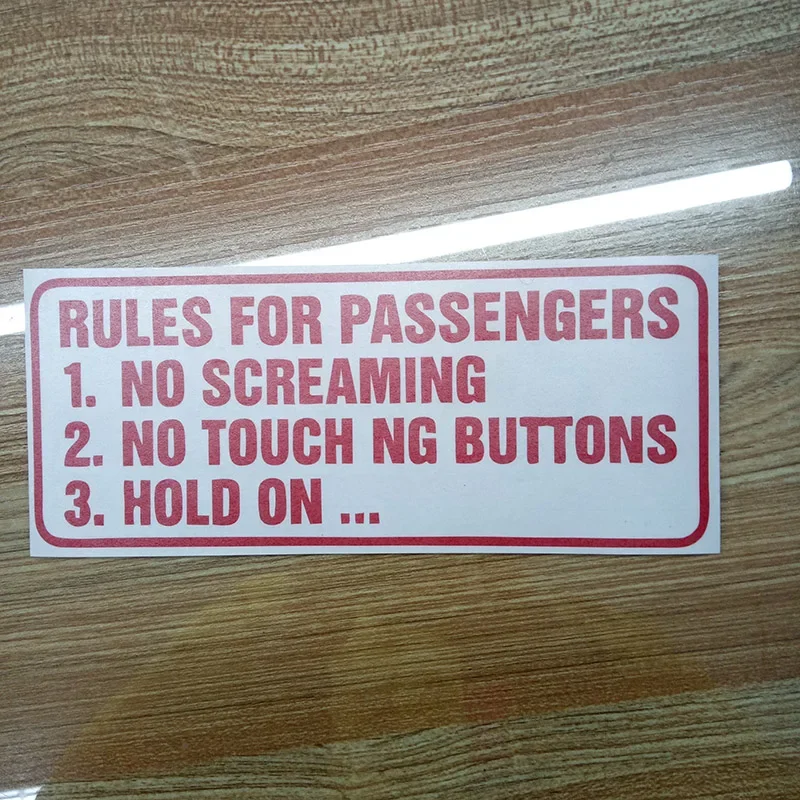 RULES FOR PASSENGERS
1. NO SCREAMING
2. NO TOUCH NG BUTTONS
3. HOLD ON ...